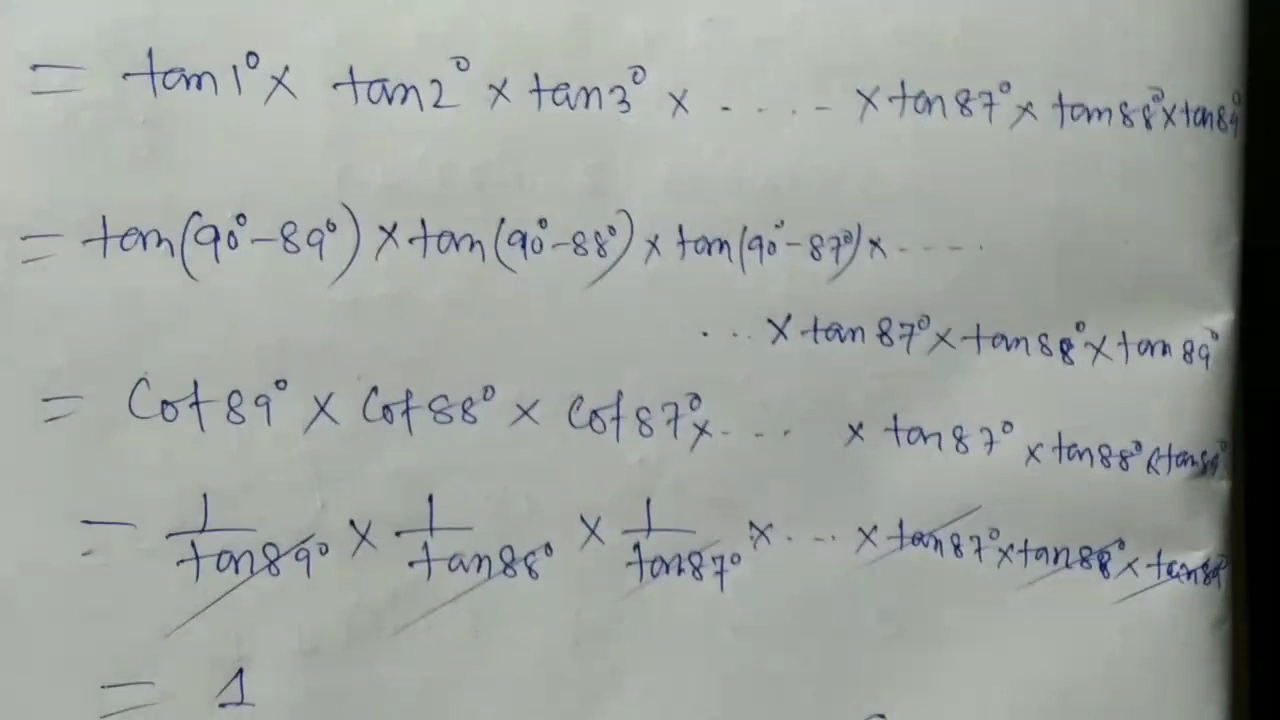 = tan1° × tan2° × tan3° × ..... × tan87° × tan88° × tan89°
= tan(90°-89°) × tan(90°-88°) × tan(90°-87°) × .....
... × tan87° × tan88° × tan89°
= Cot89° × Cot88° × Cot87° × .... × tan87° × tan88° × tan89°
= 1/tan89° × 1/tan88° × 1/tan87° × ... × tan87° × tan88° × tan89°
= 1